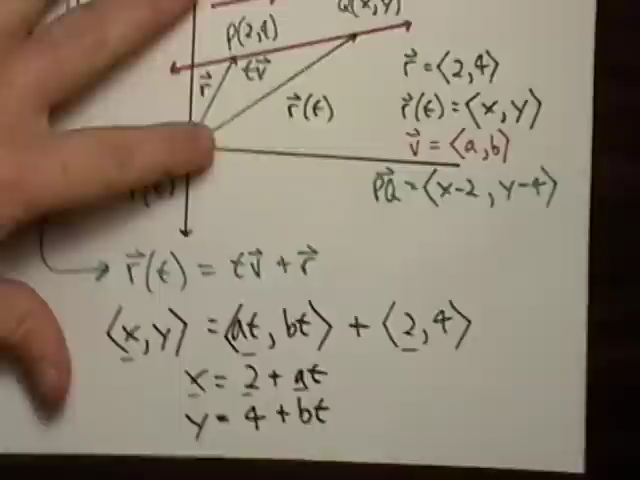 Q(x,y)
P(2,4)
tv⃗
r⃗
r⃗(t)
r⃗ = ⟨2,4⟩
r⃗(t) = ⟨x,y⟩
v⃗ = ⟨a,b⟩
PQ⃗ = ⟨x-2, y-4⟩
r⃗(t) = tv⃗ + r⃗
⟨x,y⟩ = ⟨at, bt⟩ + ⟨2,4⟩
x = 2 + at
y = 4 + bt